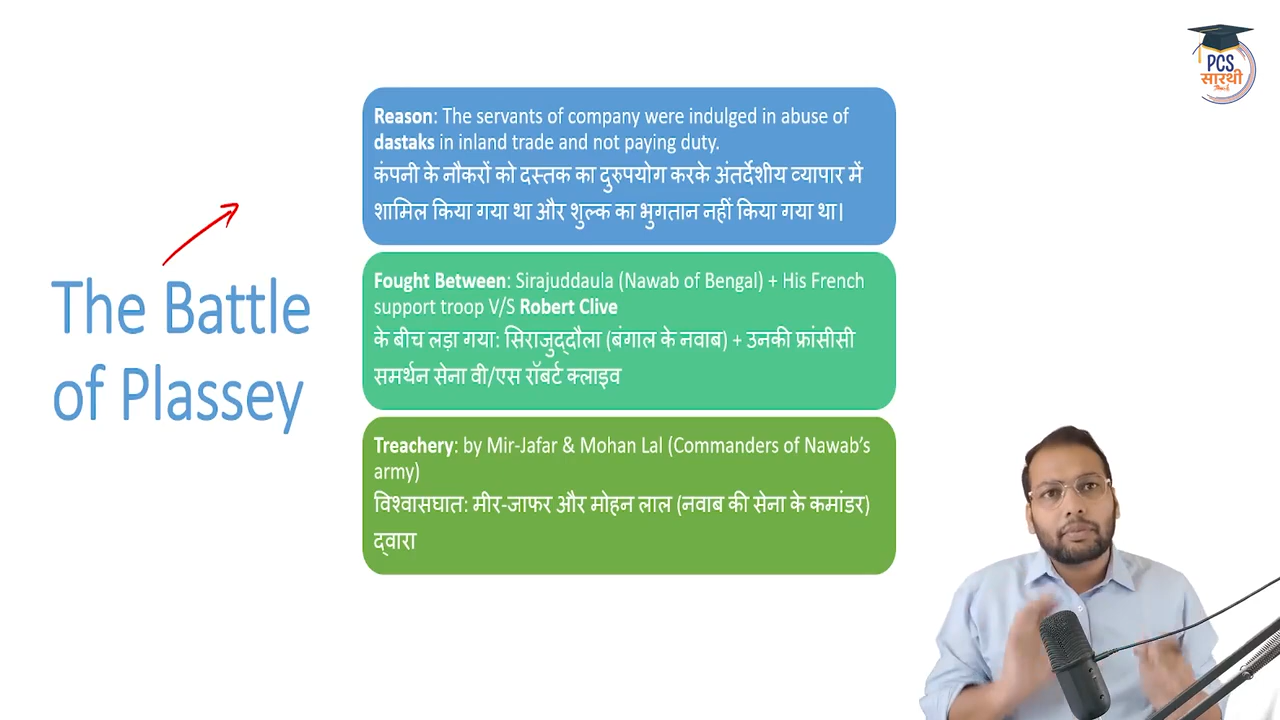 PCS
सारथी
The Battle
of Plassey
Reason: The servants of company were indulged in abuse of
dastaks in inland trade and not paying duty.
कंपनी के नौकरों को दस्तक का दुरुपयोग करके अंतर्देशीय व्यापार में
शामिल किया गया था और शुल्क का भुगतान नहीं किया गया था।
Fought Between: Sirajuddaula (Nawab of Bengal) + His French
support troop V/S Robert Clive
के बीच लड़ा गया: सिराजुद्दौला (बंगाल के नवाब) + उनकी फ्रांसीसी
समर्थन सेना वी/एस रॉबर्ट क्लाइव
Treachery: by Mir-Jafar & Mohan Lal (Commanders of Nawab’s
army)
विश्वासघात: मीर-जाफर और मोहन लाल (नवाब की सेना के कमांडर)
द्वारा